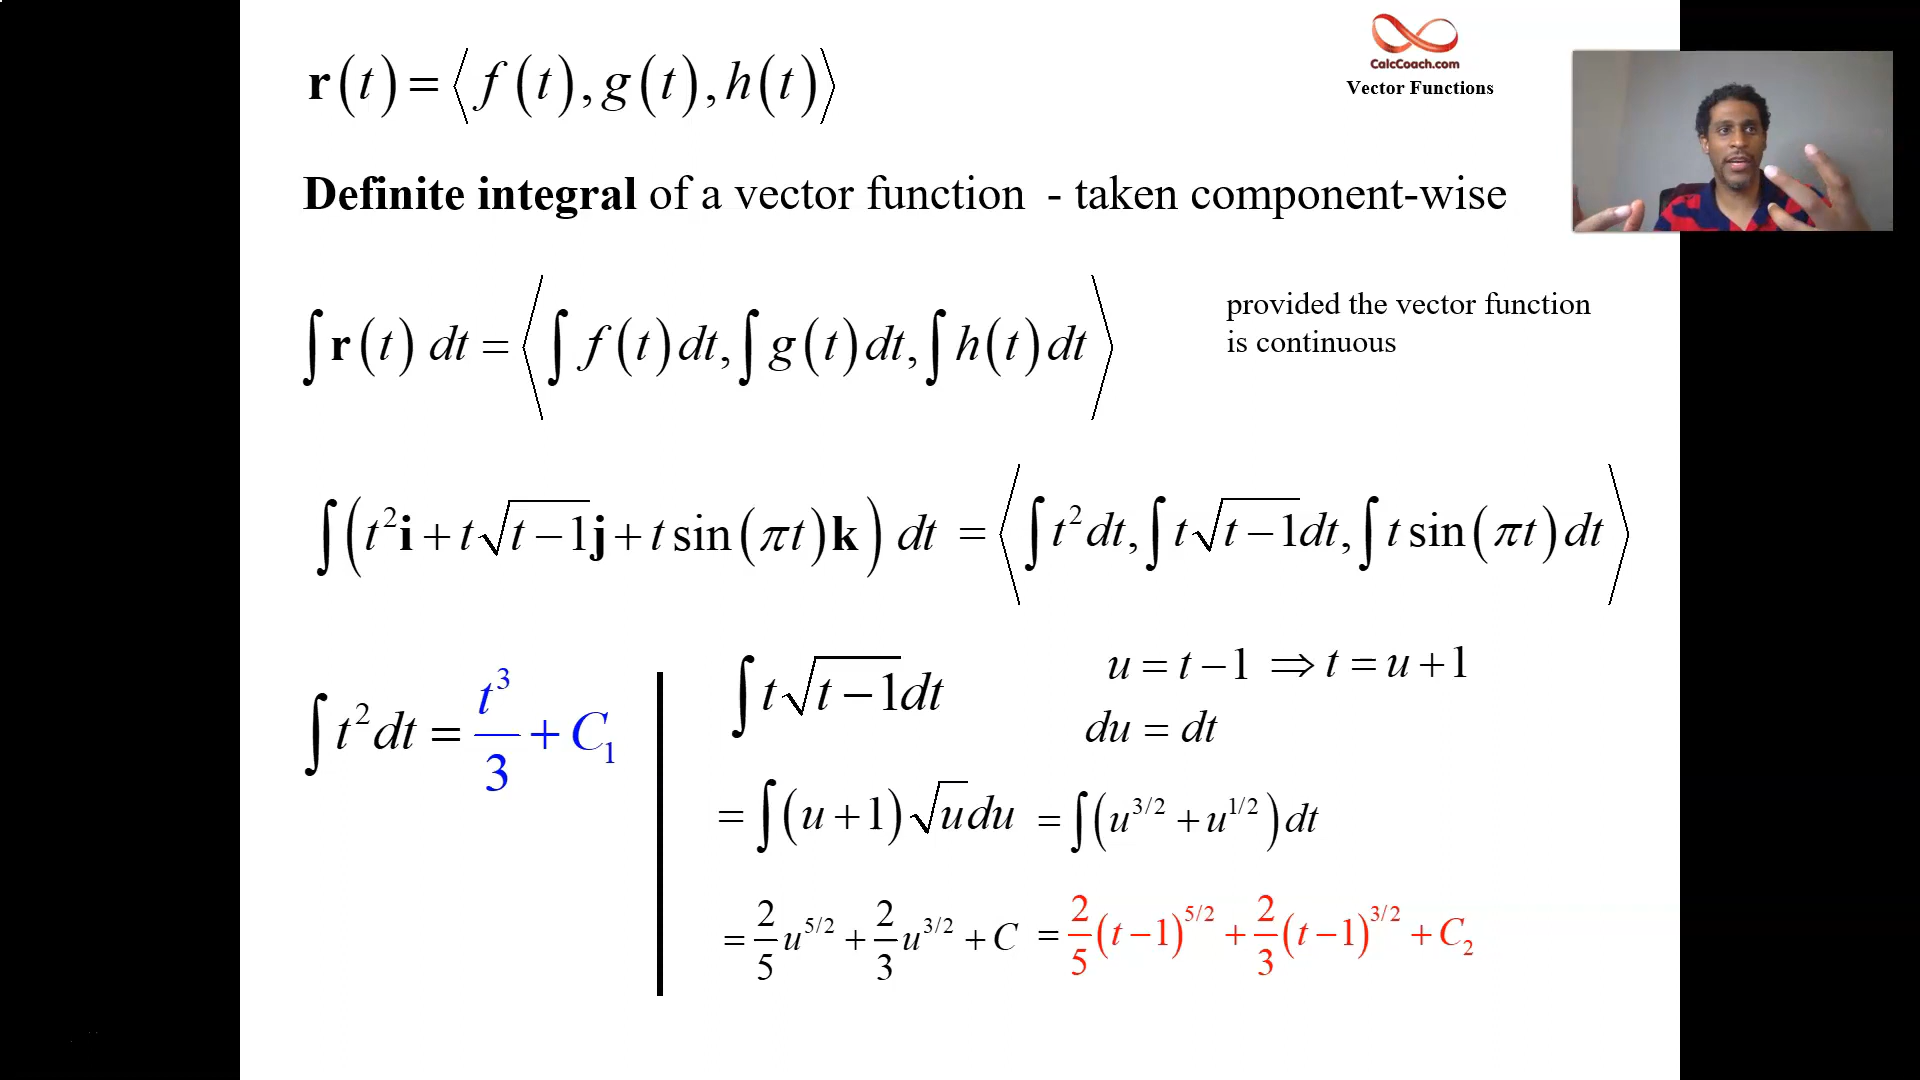 CalcCoach.com
Vector Functions
r(t) = ⟨f(t), g(t), h(t)⟩
Definite integral of a vector function - taken component-wise
∫r(t) dt = ⟨∫f(t)dt, ∫g(t)dt, ∫h(t)dt⟩
provided the vector function
is continuous
∫(t²i + t√(t−1)j + t sin(πt)k) dt = ⟨∫t²dt, ∫t√(t−1)dt, ∫t sin(πt)dt⟩
∫t²dt = t³/3 + C₁
∫t√(t−1)dt
u = t−1 ⇒ t = u+1
du = dt
= ∫(u+1)√u du = ∫(u^3/2 + u^1/2)dt
= 2/5 u^5/2 + 2/3 u^3/2 + C = 2/5 (t−1)^5/2 + 2/3 (t−1)^3/2 + C₂